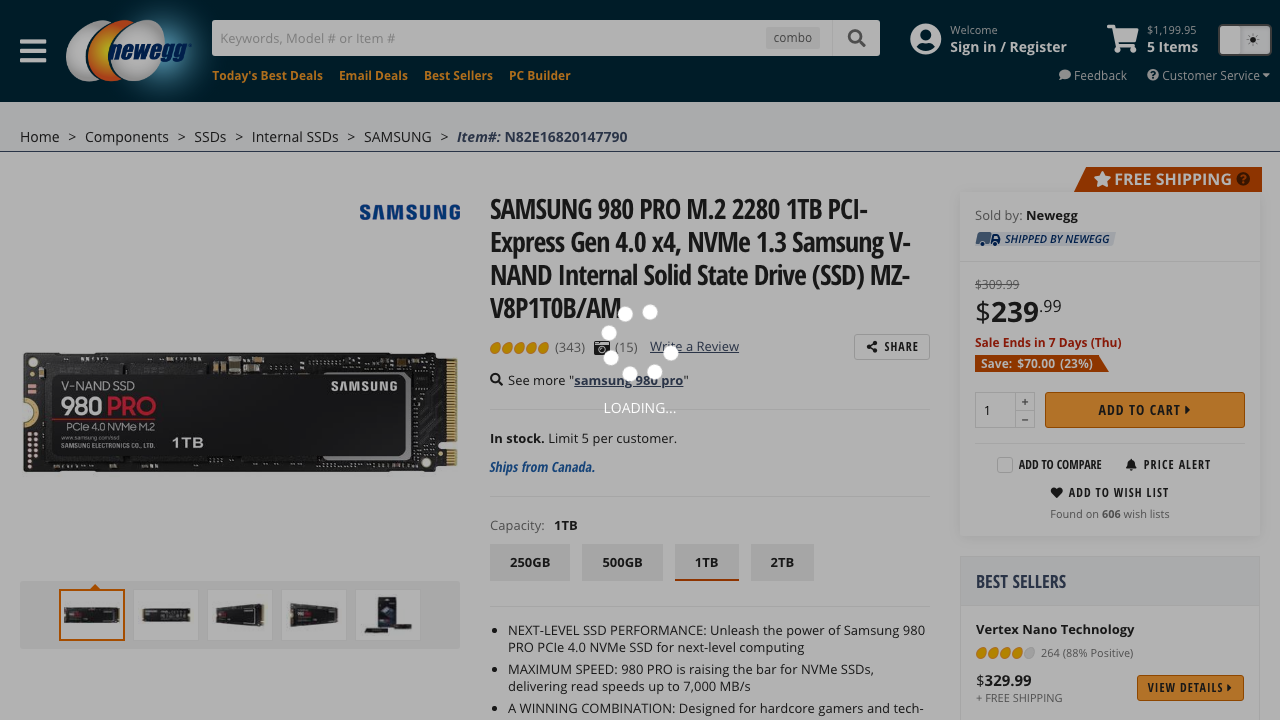 newegg
Keywords, Model # or Item #
combo
Welcome
Sign in / Register
$1,199.95
5 Items
Today's Best Deals
Email Deals
Best Sellers
PC Builder
Feedback
Customer Service
Home > Components > SSDs > Internal SSDs > SAMSUNG > Item#: N82E16820147790
FREE SHIPPING
SAMSUNG
SAMSUNG 980 PRO M.2 2280 1TB PCI-
Express Gen 4.0 x4, NVMe 1.3 Samsung V-
NAND Internal Solid State Drive (SSD) MZ-
V8P1T0B/AM
(343)
(15)
Write a Review
SHARE
See more "samsung 980 pro"
LOADING...
In stock. Limit 5 per customer.
Ships from Canada.
Capacity: 1TB
250GB
500GB
1TB
2TB
NEXT-LEVEL SSD PERFORMANCE: Unleash the power of Samsung 980
PRO PCIe 4.0 NVMe SSD for next-level computing
MAXIMUM SPEED: 980 PRO is raising the bar for NVMe SSDs,
delivering read speeds up to 7,000 MB/s
A WINNING COMBINATION: Designed for hardcore gamers and tech-
V-NAND SSD
980 PRO
PCIe 4.0 NVMe M.2
www.samsung.com/ssd
SAMSUNG ELECTRONICS CO., LTD.
1TB
SAMSUNG
Sold by: Newegg
SHIPPED BY NEWEGG
$309.99
$239.99
Sale Ends in 7 Days (Thu)
Save: $70.00 (23%)
1
ADD TO CART
ADD TO COMPARE
PRICE ALERT
ADD TO WISH LIST
Found on 606 wish lists
BEST SELLERS
Vertex Nano Technology
264 (88% Positive)
$329.99
+ FREE SHIPPING
VIEW DETAILS